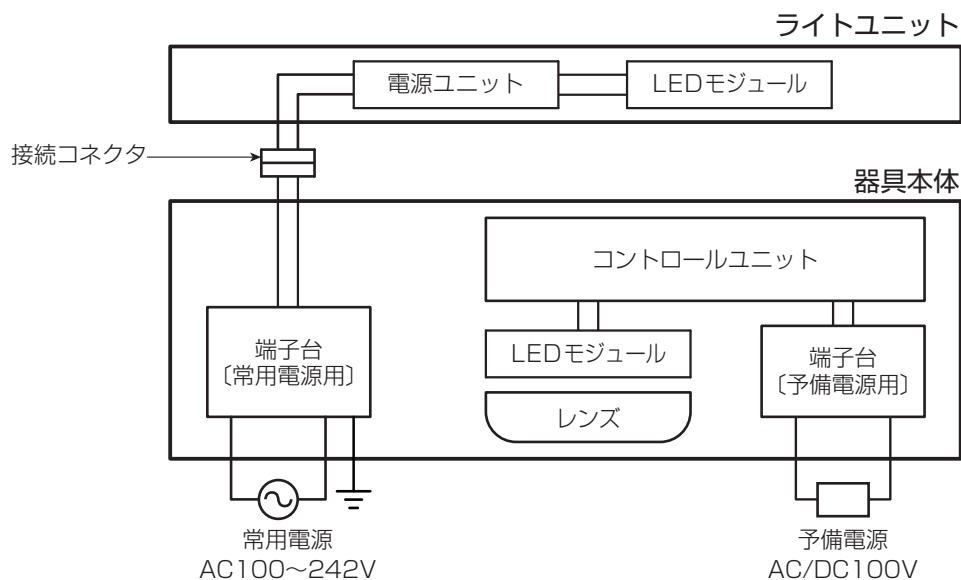 ライトユニット
電源ユニット
LEDモジュール
接続コネクタ
器具本体
コントロールユニット
端子台
〔常用電源用〕
LEDモジュール
端子台
〔予備電源用〕
レンズ
常用電源
AC100～242V
予備電源
AC/DC100V